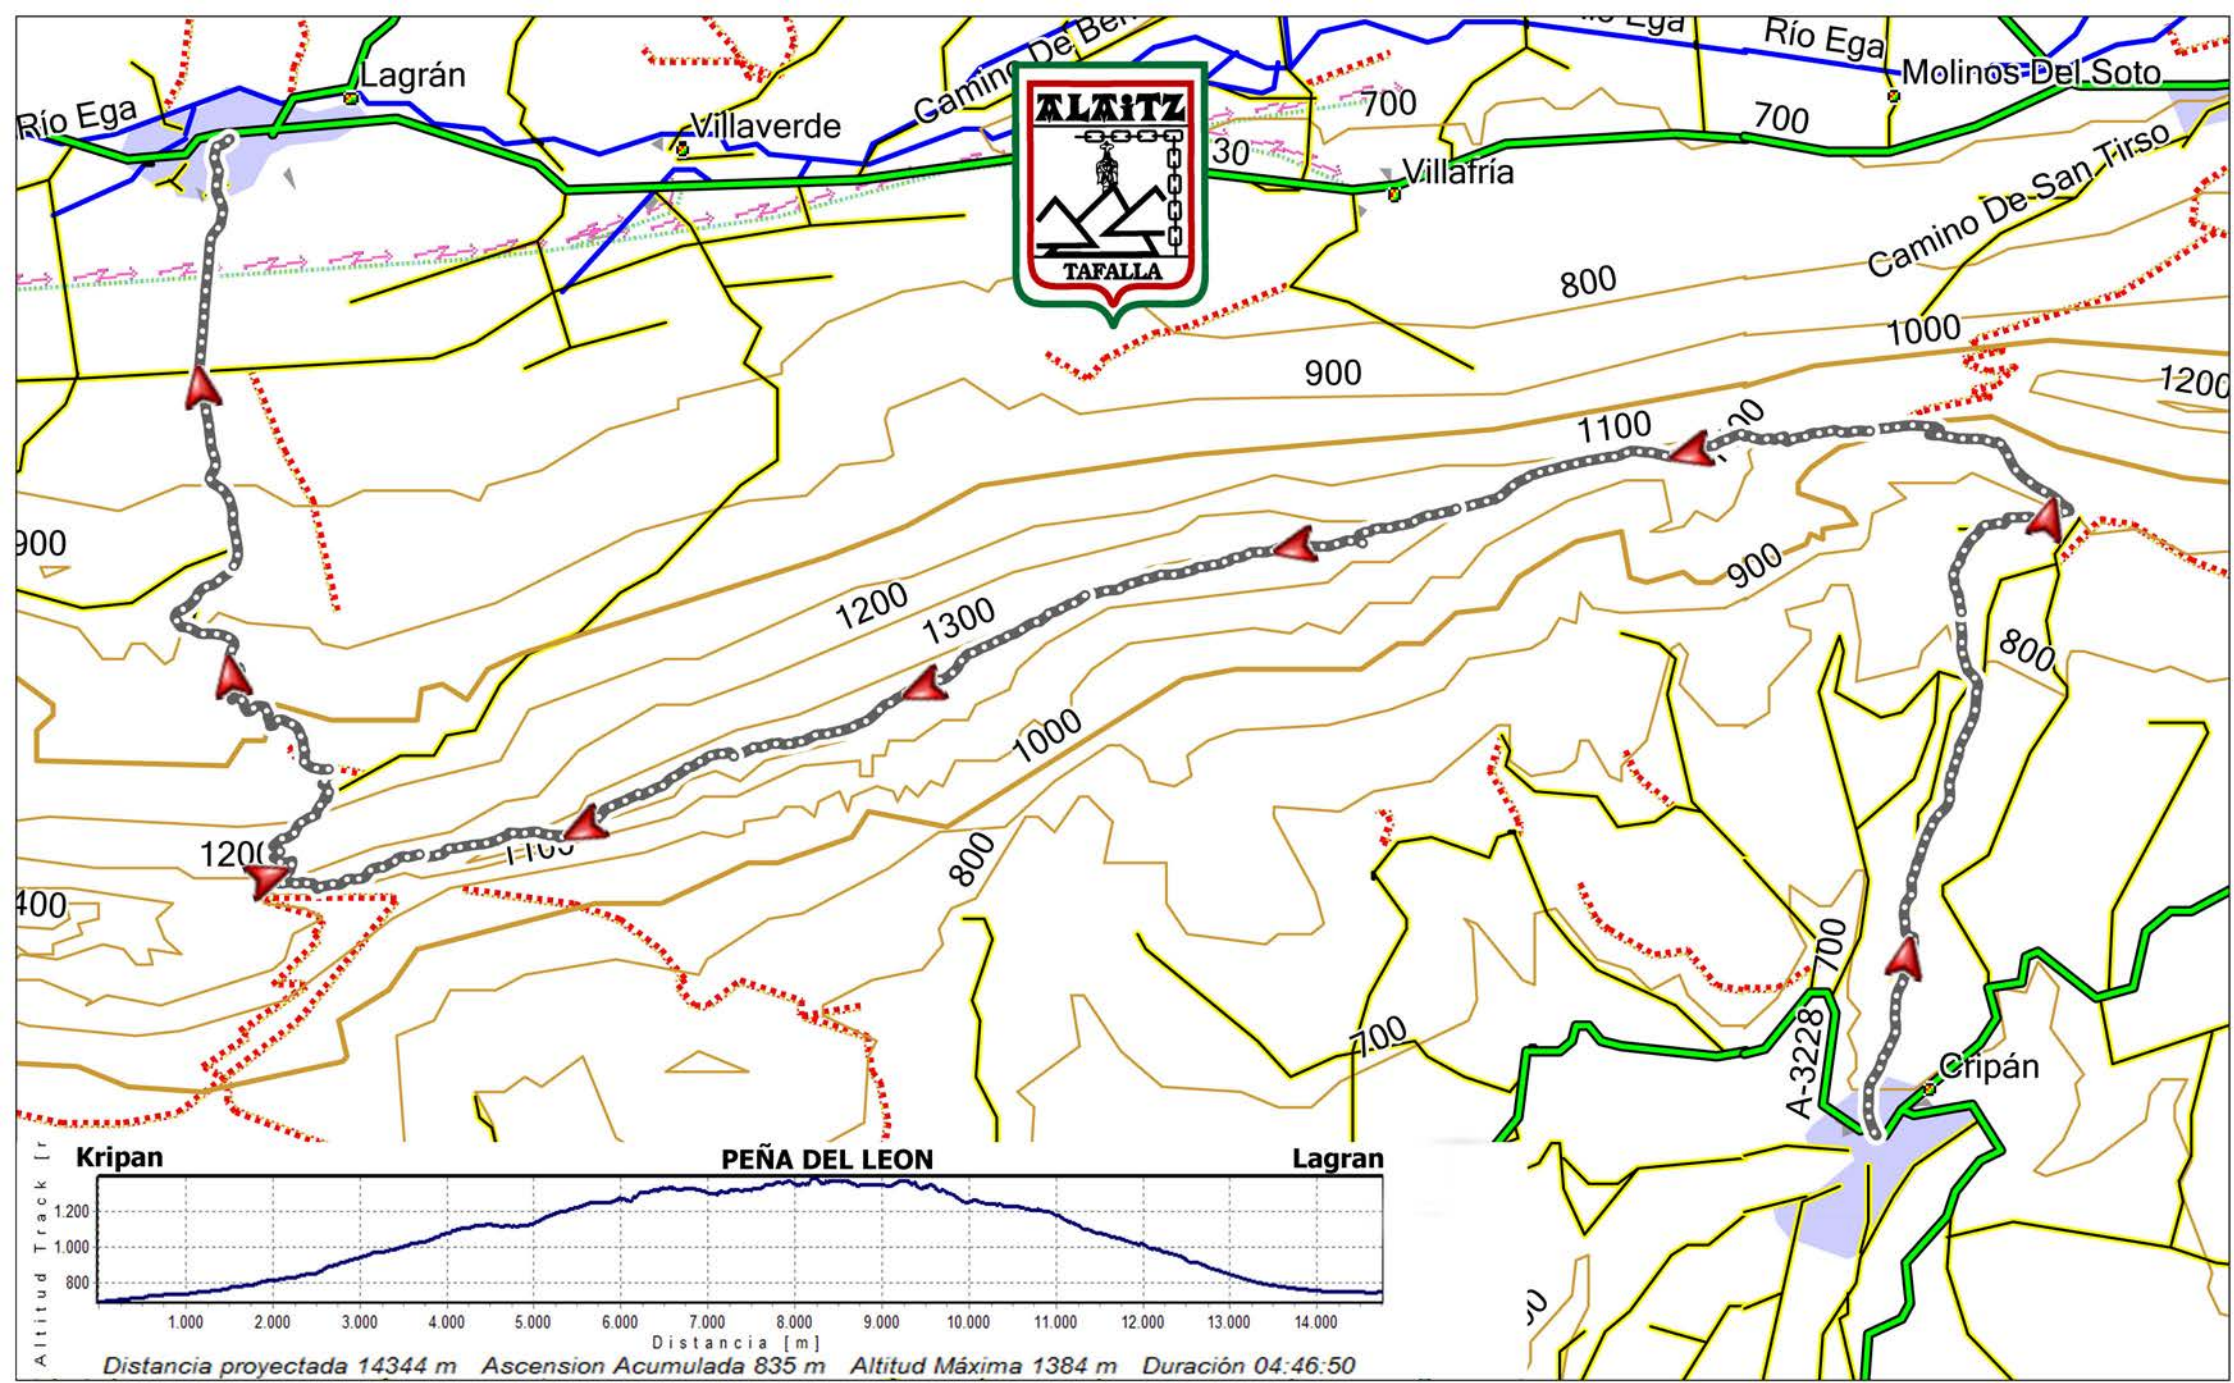 Río Ega
Lagrán
Villaverde
Camino De Ber
Río Ega
Molinos Del Soto
700
700
30
Villafría
Camino De San Tirso
ALAITZ
TAFALLA
800
1000
900
1200
1100
900
900
1200
1300
800
1000
1200
1100
400
800
700
700
A-3228
Cripán
Kripan
PEÑA DEL LEON
Lagran
Altitud Track [
1.200
1.000
800
1.000 2.000 3.000 4.000 5.000 6.000 7.000 8.000 9.000 10.000 11.000 12.000 13.000 14.000
Distancia [m]
Distancia proyectada 14344 m Ascension Acumulada 835 m Altitud Máxima 1384 m Duración 04:46:50